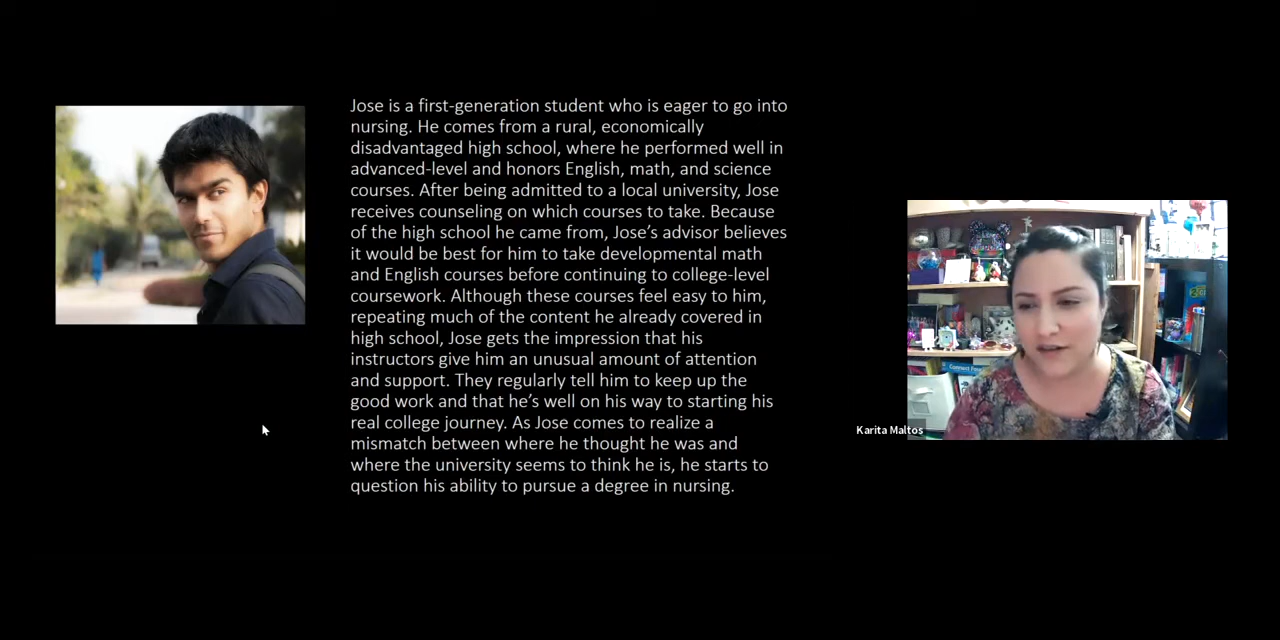 Jose is a first-generation student who is eager to go into
nursing. He comes from a rural, economically
disadvantaged high school, where he performed well in
advanced-level and honors English, math, and science
courses. After being admitted to a local university, Jose
receives counseling on which courses to take. Because
of the high school he came from, Jose’s advisor believes
it would be best for him to take developmental math
and English courses before continuing to college-level
coursework. Although these courses feel easy to him,
repeating much of the content he already covered in
high school, Jose gets the impression that his
instructors give him an unusual amount of attention
and support. They regularly tell him to keep up the
good work and that he’s well on his way to starting his
real college journey. As Jose comes to realize a
mismatch between where he thought he was and
where the university seems to think he is, he starts to
question his ability to pursue a degree in nursing.
Karita Maltos